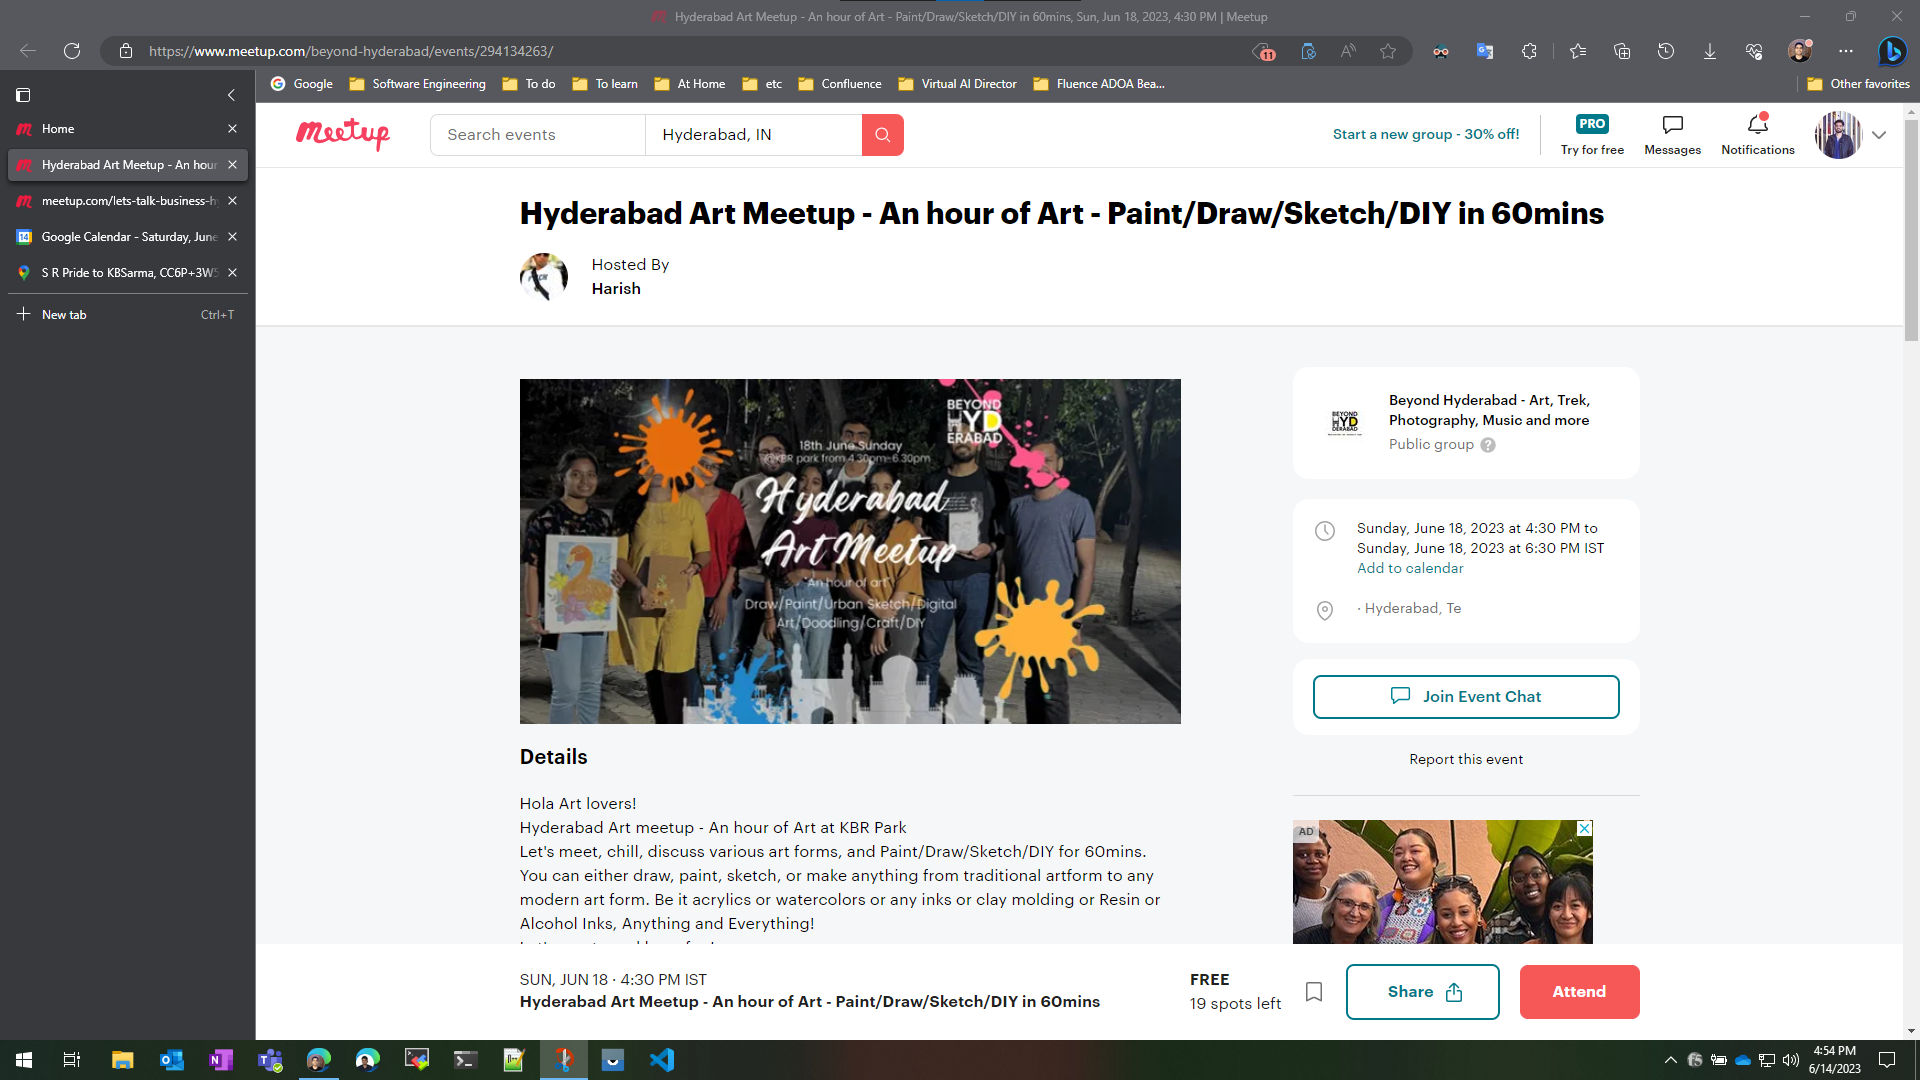 Hyderabad Art Meetup - An hour of Art - Paint/Draw/Sketch/DIY in 60mins, Sun, Jun 18, 2023, 4:30 PM | Meetup
https://www.meetup.com/beyond-hyderabad/events/294134263/
11
Google
Software Engineering
To do
To learn
At Home
etc
Confluence
Virtual AI Director
Fluence ADOA Bea...
Other favorites
Home
Hyderabad Art Meetup - An hour
meetup.com/lets-talk-business-hy
Google Calendar - Saturday, June
S R Pride to KBSarma, CC6P+3W5
New tab
Ctrl+T
meetup
Search events
Hyderabad, IN
Start a new group - 30% off!
PRO
Try for free
Messages
Notifications
Hyderabad Art Meetup - An hour of Art - Paint/Draw/Sketch/DIY in 60mins
Hosted By
Harish
BEYOND
HYD
ERABAD
18th June Sunday
@KBR park from 4.30pm-6.30pm
Hyderabad
Art Meetup
"An hour of art"
Draw/Paint/Urban Sketch/Digital
Art/Doodling/Craft/DIY
Details
Hola Art lovers!
Hyderabad Art meetup - An hour of Art at KBR Park
Let's meet, chill, discuss various art forms, and Paint/Draw/Sketch/DIY for 60mins.
You can either draw, paint, sketch, or make anything from traditional artform to any
modern art form. Be it acrylics or watercolors or any inks or clay molding or Resin or
Alcohol Inks, Anything and Everything!
BEYOND
HYD
ERABAD
Beyond Hyderabad - Art, Trek,
Photography, Music and more
Public group ?
Sunday, June 18, 2023 at 4:30 PM to
Sunday, June 18, 2023 at 6:30 PM IST
Add to calendar
· Hyderabad, Te
Join Event Chat
Report this event
AD
SUN, JUN 18 · 4:30 PM IST
Hyderabad Art Meetup - An hour of Art - Paint/Draw/Sketch/DIY in 60mins
FREE
19 spots left
Share
Attend
4:54 PM
6/14/2023